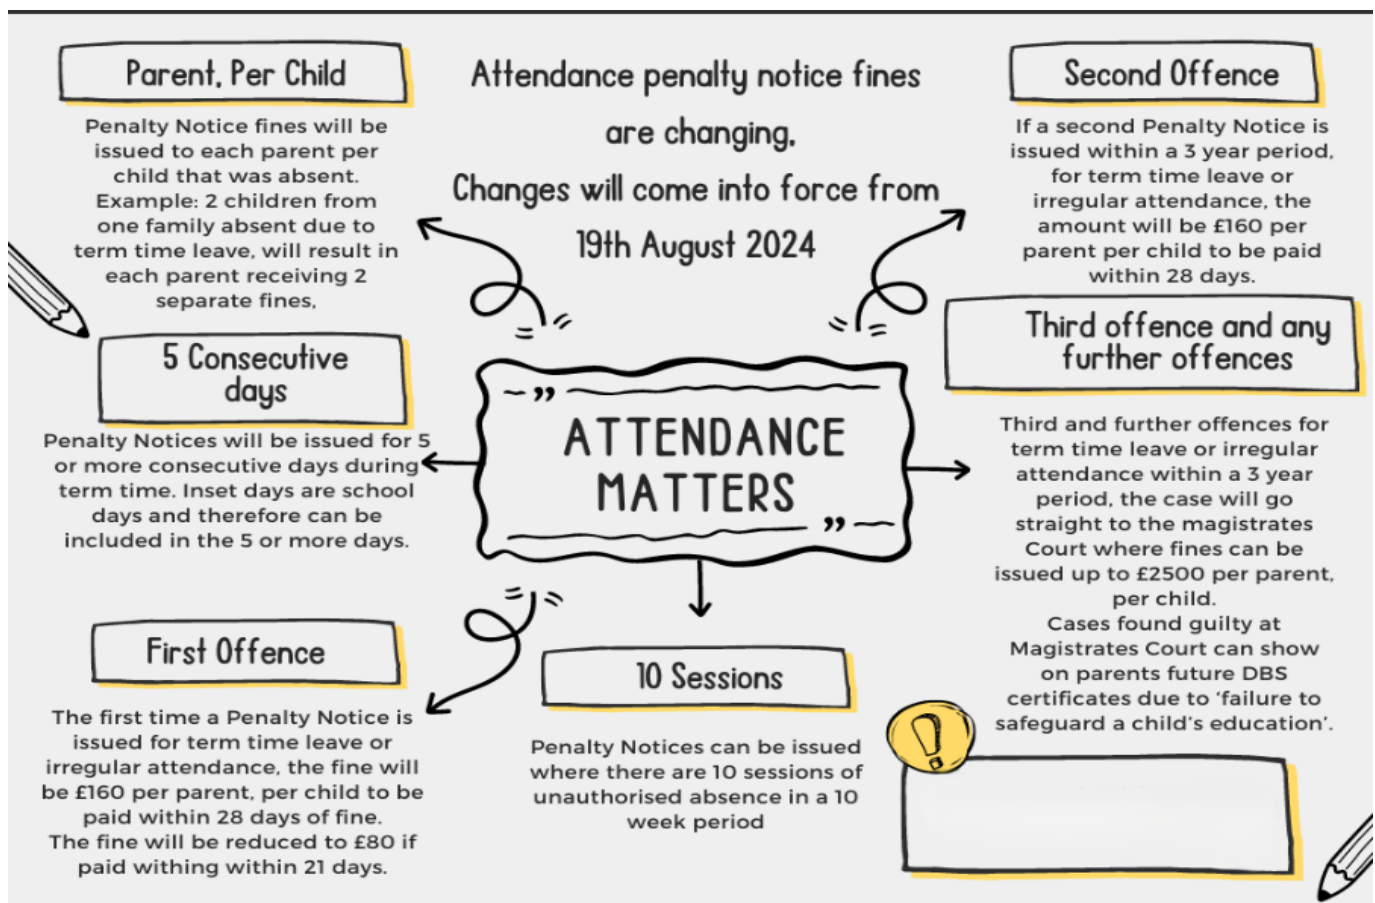 Attendance penalty notice fines
are changing,
Changes will come into force from
19th August 2024
Parent, Per Child
Penalty Notice fines will be
issued to each parent per
child that was absent.
Example: 2 children from
one family absent due to
term time leave, will result in
each parent receiving 2
separate fines,
5 Consecutive
days
Penalty Notices will be issued for 5
or more consecutive days during
term time. Inset days are school
days and therefore can be
included in the 5 or more days.
First Offence
The first time a Penalty Notice is
issued for term time leave or
irregular attendance, the fine will
be £160 per parent, per child to be
paid within 28 days of fine.
The fine will be reduced to £80 if
paid withing within 21 days.
„
ATTENDANCE
MATTERS
„
10 Sessions
Penalty Notices can be issued
where there are 10 sessions of
unauthorised absence in a 10
week period
Second Offence
If a second Penalty Notice is
issued within a 3 year period,
for term time leave or
irregular attendance, the
amount will be £160 per
parent per child to be paid
within 28 days.
Third offence and any
further offences
Third and further offences for
term time leave or irregular
attendance within a 3 year
period, the case will go
straight to the magistrates
Court where fines can be
issued up to £2500 per parent,
per child.
Cases found guilty at
Magistrates Court can show
on parents future DBS
certificates due to ‘failure to
safeguard a child’s education’.
!